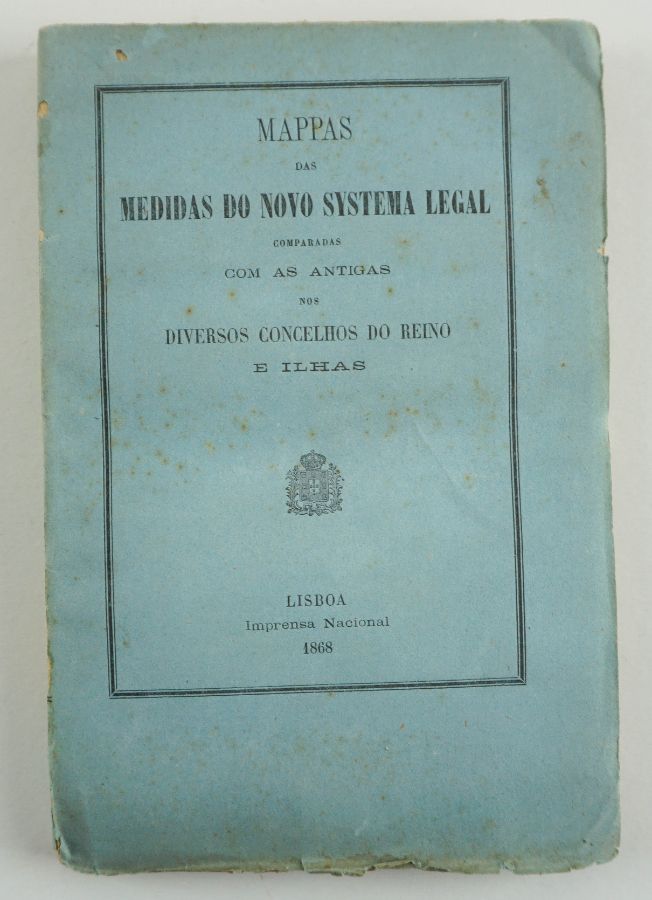 MAPPAS
DAS
MEDIDAS DO NOVO SYSTEMA LEGAL
COMPARADAS
COM AS ANTIGAS
NOS
DIVERSOS CONCELHOS DO REINO
E ILHAS
LISBOA
Imprensa Nacional
1868